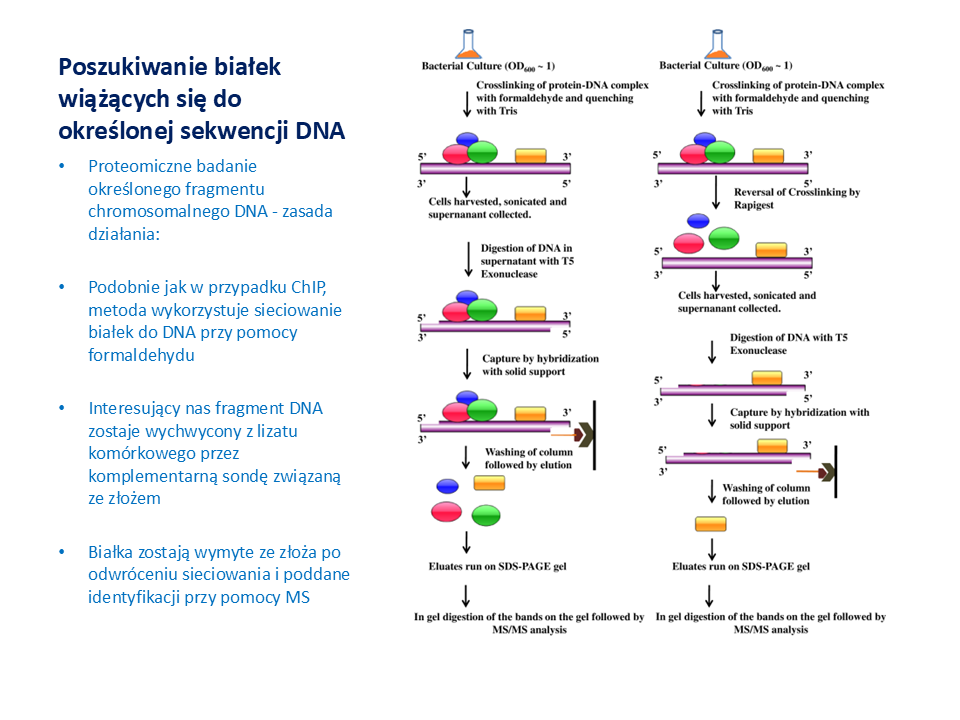 Poszukiwanie białek
wiążących się do
określonej sekwencji DNA
• Proteomiczne badanie
określonego fragmentu
chromosomalnego DNA - zasada
działania:
• Podobnie jak w przypadku ChIP,
metoda wykorzystuje sieciowanie
białek do DNA przy pomocy
formaldehydu
• Interesujący nas fragment DNA
zostaje wychwycony z lizatu
komórkowego przez
komplementarną sondę związaną
ze złożem
• Białka zostają wymyte ze złoża po
odwróceniu sieciowania i poddane
identyfikacji przy pomocy MS
Bacterial Culture (OD600 ~ 1)
Crosslinking of protein-DNA complex
with formaldehyde and quenching
with Tris
5’ 3’
3’ 5’
Cells harvested, sonicated and
supernanant collected.
Digestion of DNA in
supernatant with T5
Exonuclease
5’ 3’
3’ 5’
Capture by hybridization
with solid support
5’ 3’
3’
Washing of column
followed by elution
Eluates run on SDS-PAGE gel
In gel digestion of the bands on the gel followed by
MS/MS analysis
Bacterial Culture (OD600 ~ 1)
Crosslinking of protein-DNA complex
with formaldehyde and quenching
with Tris
5’ 3’
3’ 5’
Reversal of Crosslinking by
Rapigest
5’ 3’
3’ 5’
Cells harvested, sonicated and
supernanant collected.
Digestion of DNA with T5
Exonuclease
5’ 3’
3’ 5’
Capture by hybridization with
solid support
5’ 3’
3’
Washing of column
followed by elution
Eluates run on SDS-PAGE gel
In gel digestion of the bands on the gel followed by
MS/MS analysis